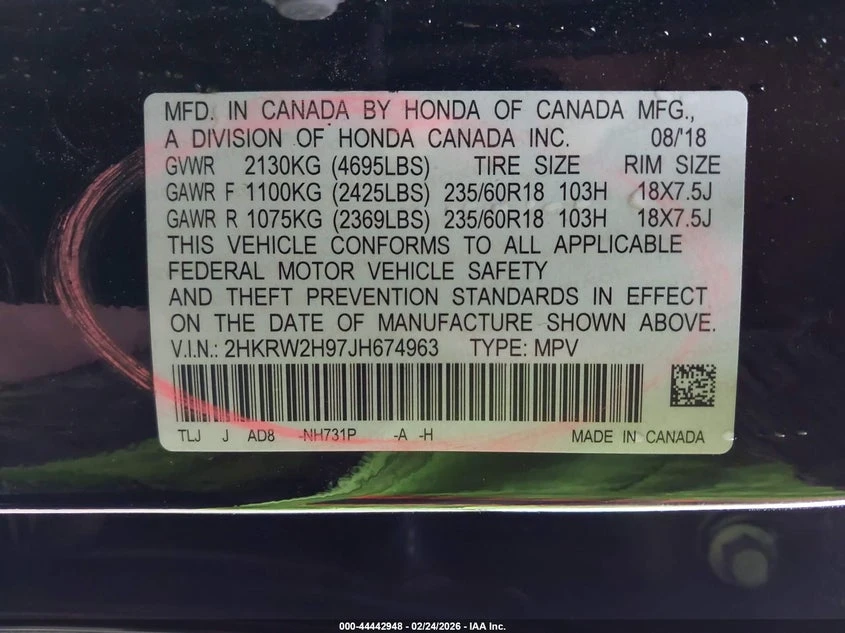 MFD. IN CANADA BY HONDA OF CANADA MFG.,
A DIVISION OF HONDA CANADA INC. 08/'18
GVWR 2130KG (4695LBS) TIRE SIZE RIM SIZE
GAWR F 1100KG (2425LBS) 235/60R18 103H 18X7.5J
GAWR R 1075KG (2369LBS) 235/60R18 103H 18X7.5J
THIS VEHICLE CONFORMS TO ALL APPLICABLE
FEDERAL MOTOR VEHICLE SAFETY
AND THEFT PREVENTION STANDARDS IN EFFECT
ON THE DATE OF MANUFACTURE SHOWN ABOVE.
V.I.N.: 2HKRW2H97JH674963 TYPE: MPV
TLJ J AD8 -NH731P -A -H MADE IN CANADA
000-44442948 - 02/24/2026 - IAA Inc.